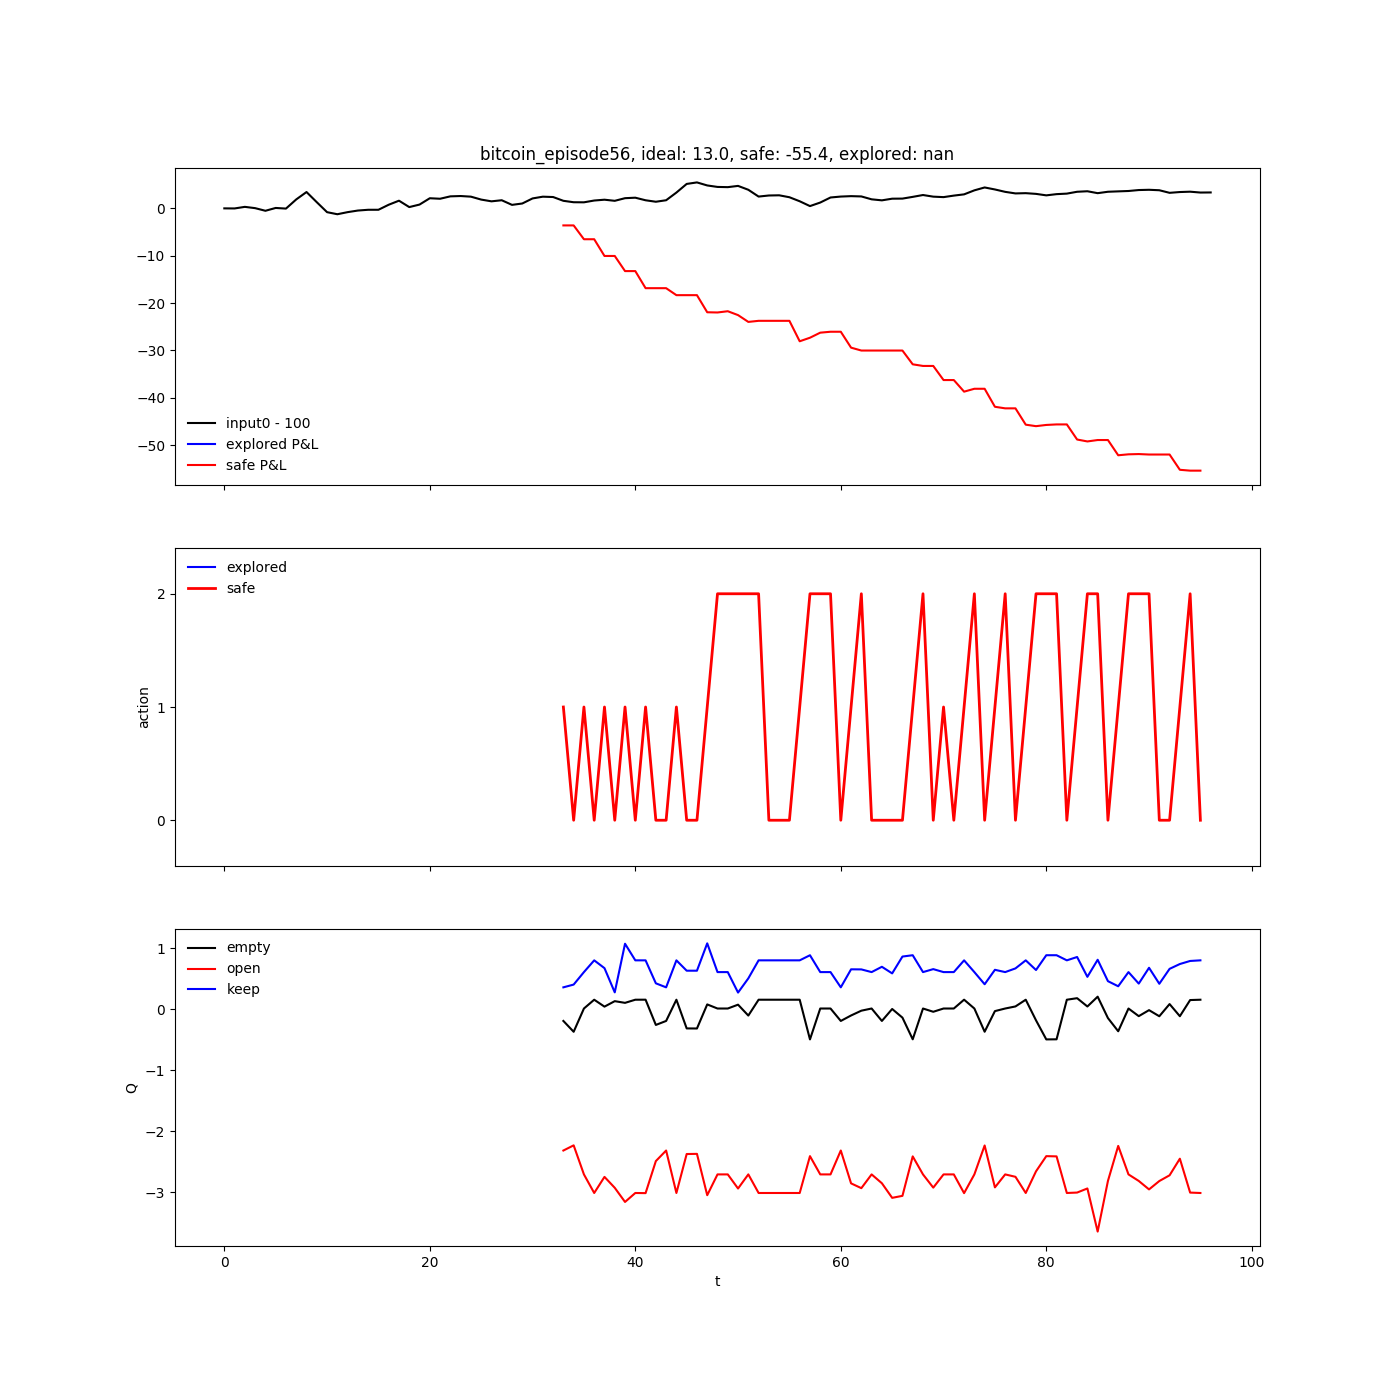 bitcoin_episode56, ideal: 13.0, safe: -55.4, explored: nan
0
−10
−20
−30
−40
−50
input0 - 100
explored P&L
safe P&L
explored
safe
2
1
0
action
empty
open
keep
1
0
−1
−2
−3
Q
0 20 40 60 80 100
t